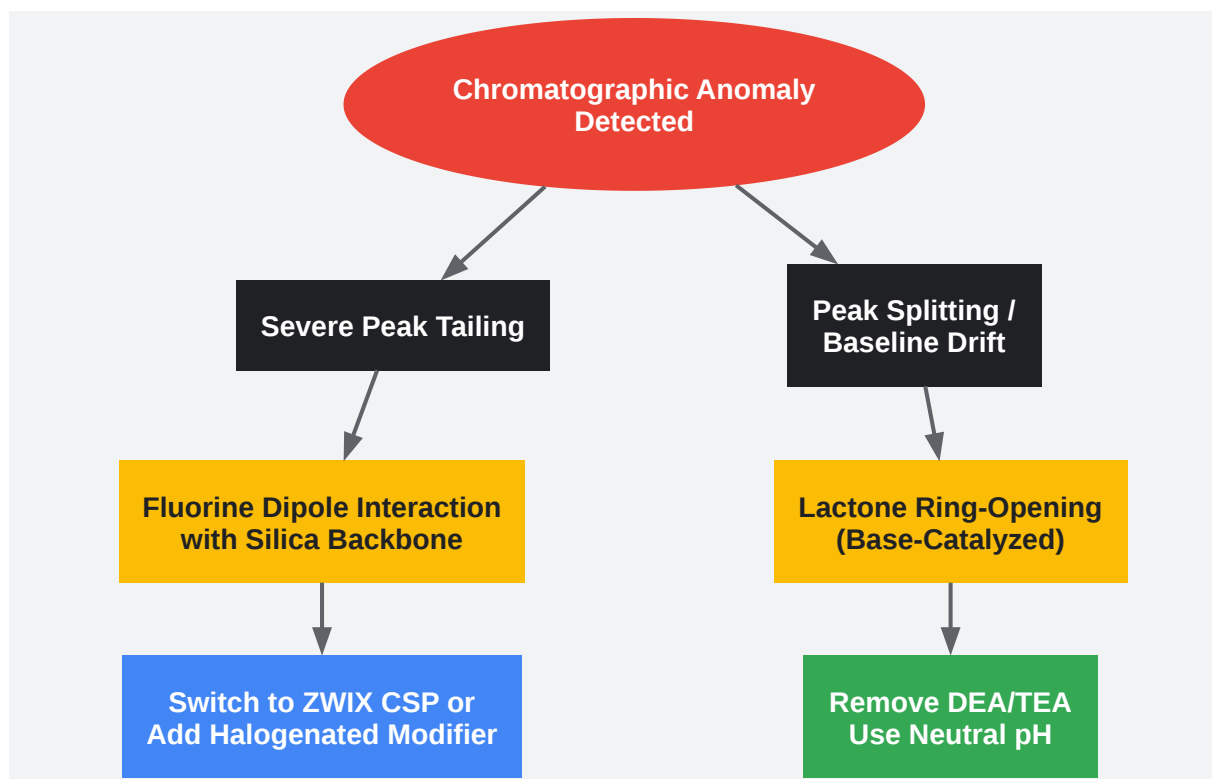 Chromatographic Anomaly
Detected
Severe Peak Tailing
Peak Splitting /
Baseline Drift
Fluorine Dipole Interaction
with Silica Backbone
Lactone Ring-Opening
(Base-Catalyzed)
Switch to ZWIX CSP or
Add Halogenated Modifier
Remove DEA/TEA
Use Neutral pH